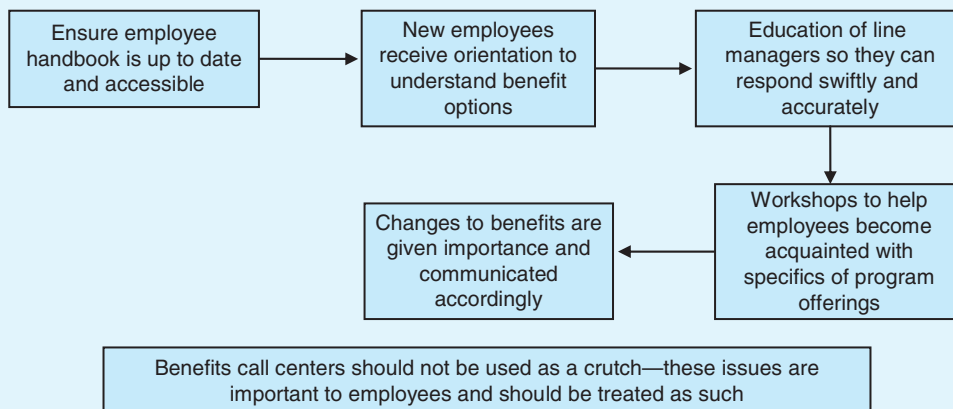 Ensure employee
handbook is up to date
and accessible
New employees
receive orientation to
understand benefit
options
Education of line
managers so they can
respond swiftly and
accurately
Workshops to help
employees become
acquainted with
specifics of program
offerings
Changes to benefits are
given importance and
communicated
accordingly
Benefits call centers should not be used as a crutch—these issues are
important to employees and should be treated as such